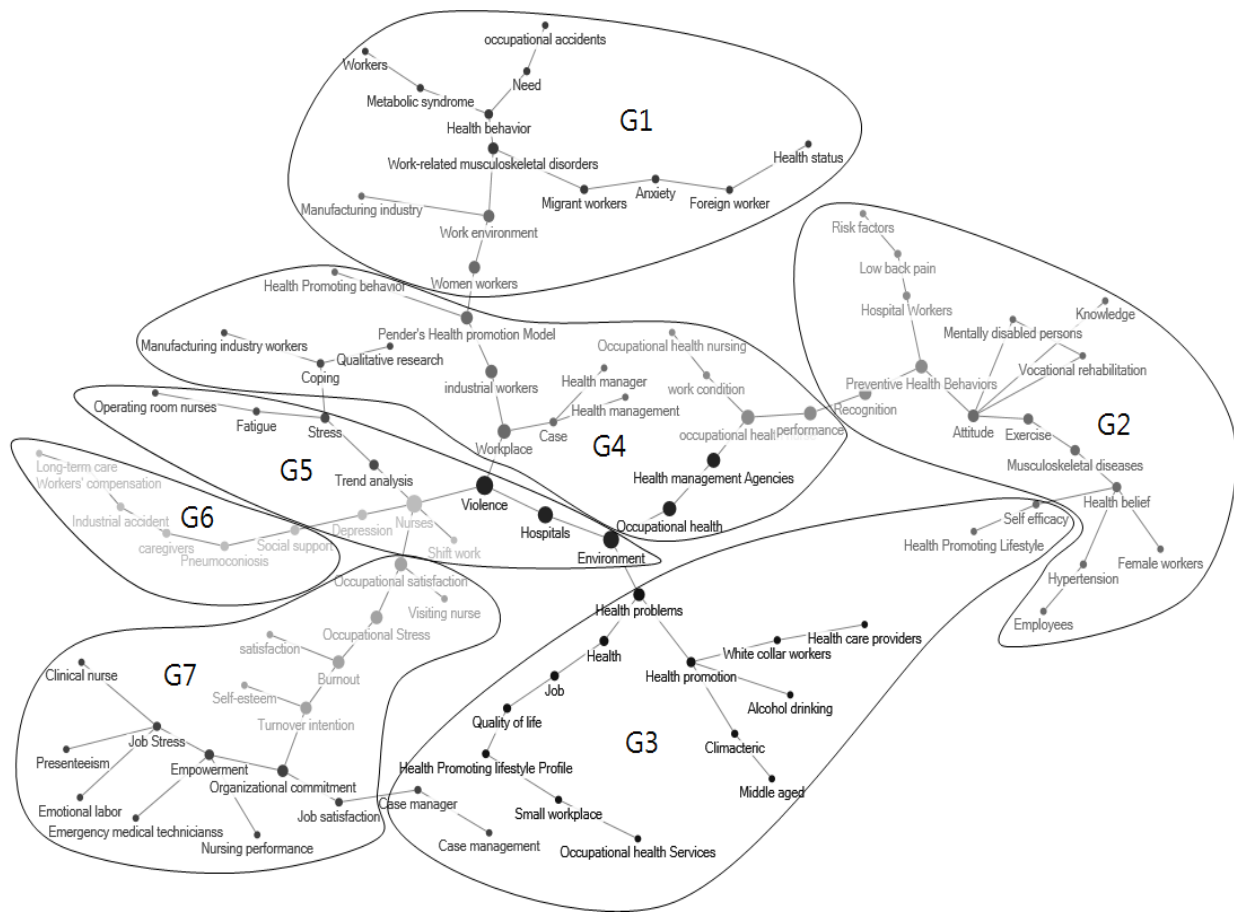 occupational accidents
Workers
Need
Metabolic syndrome
G1
Health behavior
Health status
Work-related musculoskeletal disorders
Migrant workers
Anxiety
Foreign worker
Manufacturing industry
Work environment
Women workers
Risk factors
Low back pain
Hospital Workers
Knowledge
Mentally disabled persons
Vocational rehabilitation
Preventive Health Behaviors
Recognition
Attitude
Exercise
G2
Musculoskeletal diseases
Health belief
Self efficacy
Health Promoting Lifestyle
Female workers
Hypertension
Employees
Health Promoting behavior
Pender's Health promotion Model
Manufacturing industry workers
Qualitative research
Coping
industrial workers
Occupational health nursing
Health manager
work condition
Health management
Case
Workplace
G4
occupational healt
performance
Health management Agencies
Occupational health
Operating room nurses
Fatigue
Stress
G5
Trend analysis
Violence
Nurses
Depression
Hospitals
Shift work
Environment
Long-term care
Workers' compensation
Industrial accident
G6
caregivers
Social support
Pneumoconiosis
Occupational satisfaction
Visiting nurse
Occupational Stress
satisfaction
Burnout
G7
Clinical nurse
Self-esteem
Turnover intention
Job Stress
Presenteeism
Empowerment
Organizational commitment
Emotional labor
Job satisfaction
Emergency medical technicianss
Nursing performance
Health problems
Health care providers
White collar workers
Health
Health promotion
Job
Alcohol drinking
Quality of life
G3
Climacteric
Health Promoting lifestyle Profile
Middle aged
Case manager
Small workplace
Case management
Occupational health Services